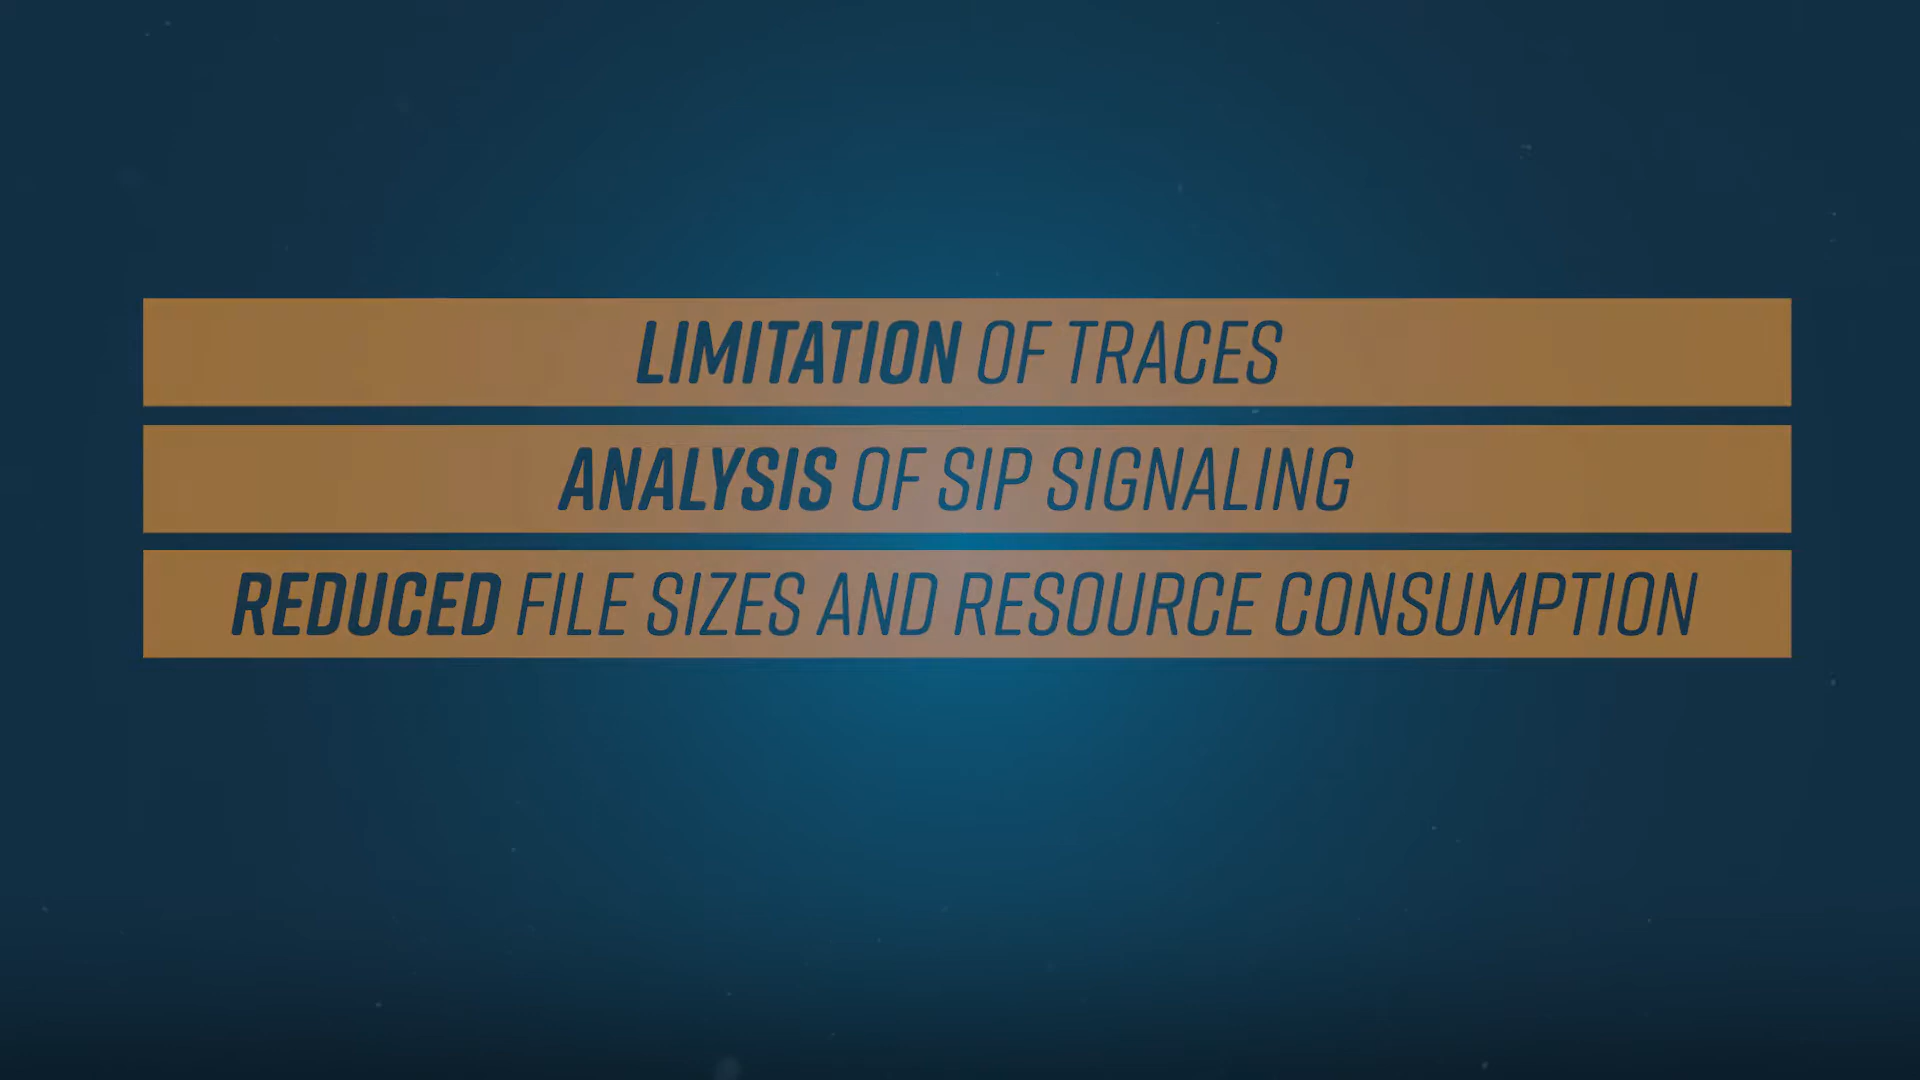 LIMITATION OF TRACES
ANALYSIS OF SIP SIGNALING
REDUCED FILE SIZES AND RESOURCE CONSUMPTION